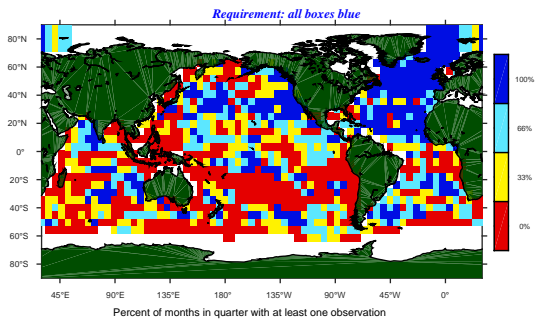 Requirement: all boxes blue
80°N
60°N
40°N
20°N
0°
20°S
40°S
60°S
80°S
100%
66%
33%
0%
45°E 90°E 135°E 180° 135°W 90°W 45°W 0°
Percent of months in quarter with at least one observation